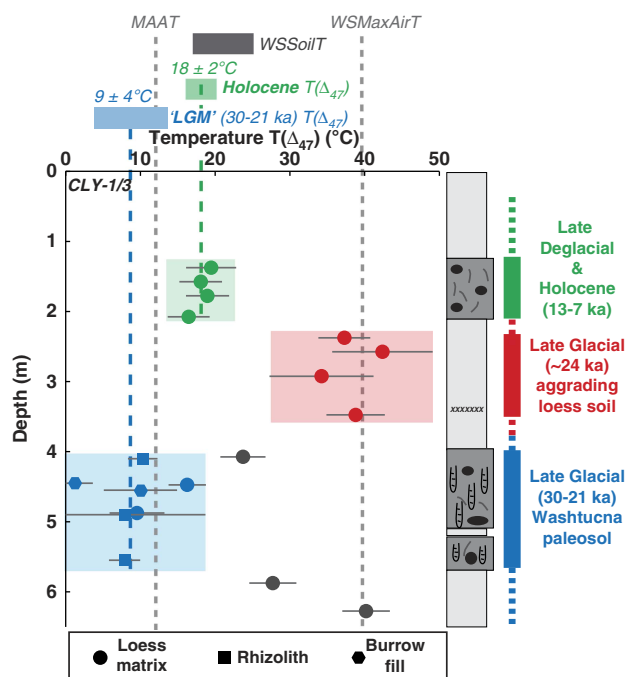 MAAT WSMaxAirT
WSSoilT
18 ± 2°C
Holocene T(Δ47)
9 ± 4°C
'LGM' (30-21 ka) T(Δ47)
Temperature T(Δ47) (°C)
0 10 20 30 40 50
CLY-1/3
Depth (m)
0
1
2
3
4
5
6
xxxxxxx
Late
Deglacial
&
Holocene
(13-7 ka)
Late Glacial
(~24 ka)
aggrading
loess soil
Late Glacial
(30-21 ka)
Washtucna
paleosol
Loess
matrix
Rhizolith
Burrow
fill